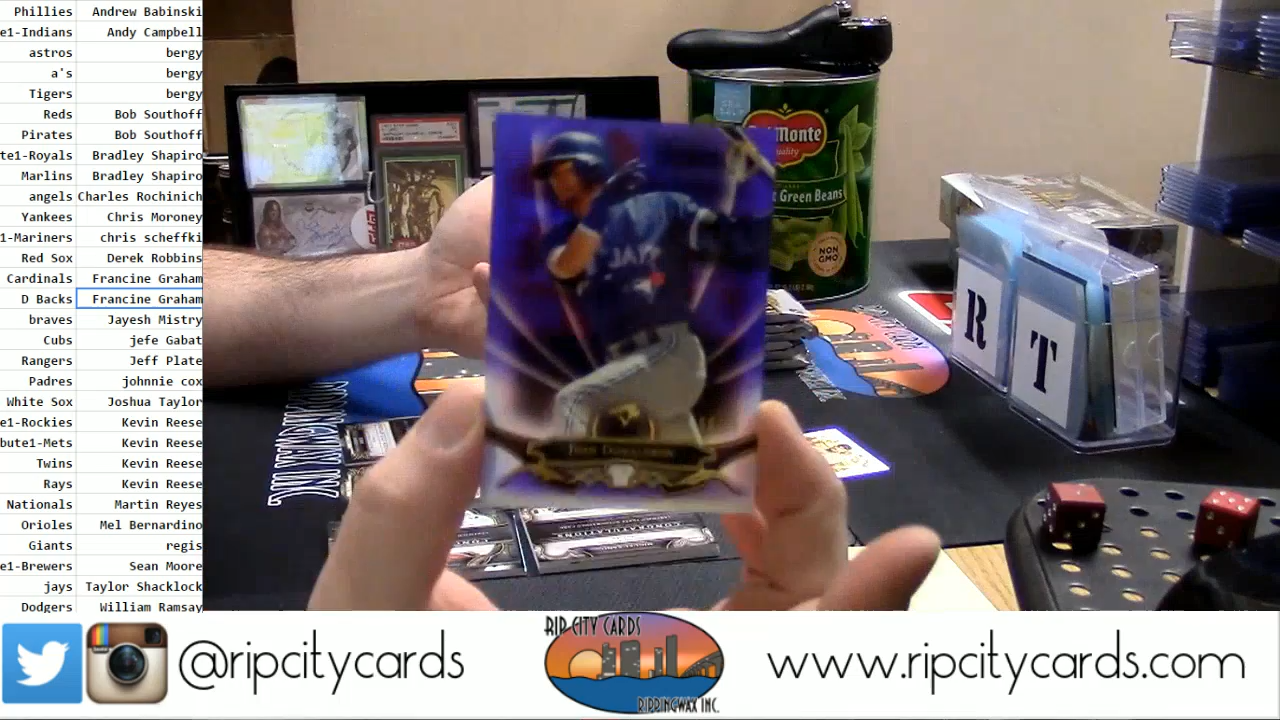 Phillies Andrew Babinski
e1-Indians Andy Campbell
astros bergy
a's bergy
Tigers bergy
Reds Bob Southoff
Pirates Bob Southoff
te1-Royals Bradley Shapiro
Marlins Bradley Shapiro
angels Charles Rochinich
Yankees Chris Moroney
1-Mariners chris scheffki
Red Sox Derek Robbins
Cardinals Francine Graham
D Backs Francine Graham
braves Jayesh Mistry
Cubs jefe Gabat
Rangers Jeff Plate
Padres johnnie cox
White Sox Joshua Taylor
e1-Rockies Kevin Reese
bute1-Mets Kevin Reese
Twins Kevin Reese
Rays Kevin Reese
Nationals Martin Reyes
Orioles Mel Bernardino
Giants regis
e1-Brewers Sean Moore
jays Taylor Shacklock
Dodgers William Ramsay
Monte
Quality
Green Beans
NON
GMO
R
T
RIPPINGWAX INC.
CONGRATULATIONS
@ripcitycards
RIP CITY CARDS
RIPPINGWAX INC.
www.ripcitycards.com